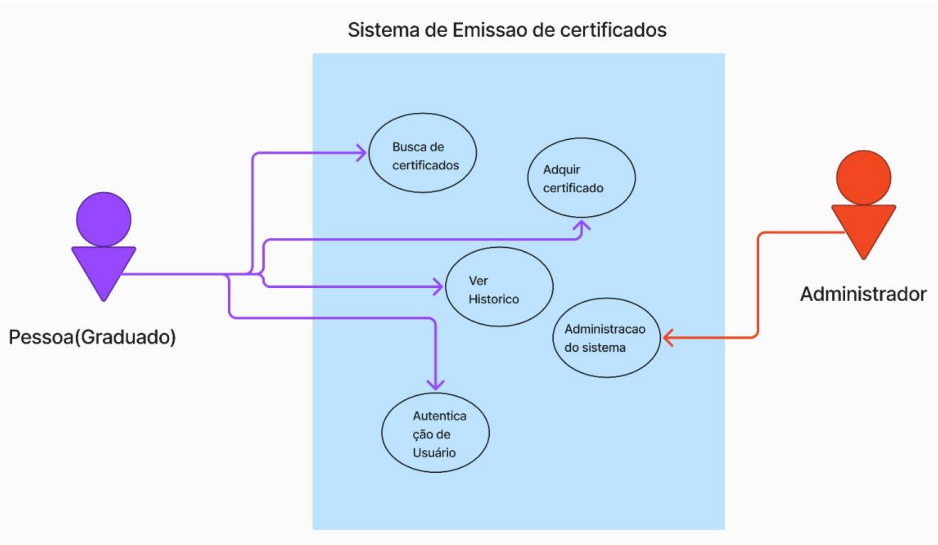 Sistema de Emissao de certificados
Busca de
certificados
Adquir
certificado
Ver
Historico
Administracao
do sistema
Autentica
ção de
Usuário
Pessoa(Graduado)
Administrador